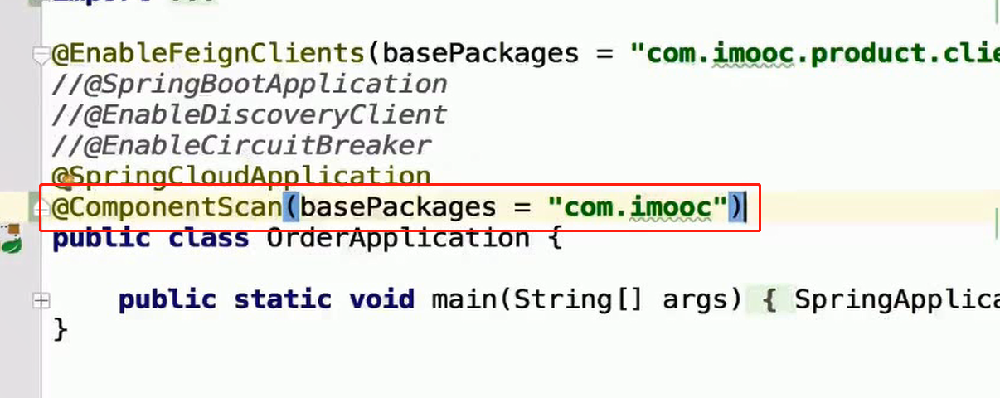 import ...
@EnableFeignClients(basePackages = "com.imooc.product.clie
//@SpringBootApplication
//@EnableDiscoveryClient
//@EnableCircuitBreaker
@SpringCloudApplication
@ComponentScan(basePackages = "com.imooc")
public class OrderApplication {
public static void main(String[] args) { SpringApplica
}